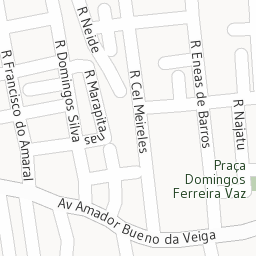 R Neide
R Francisco do Amaral
R Domingos Silva
R Marapitaças
R Cel Meireles
R Eneas de Barros
R Najatu
Praça
Domingos
Ferreira Vaz
Av Amador Bueno da Veiga